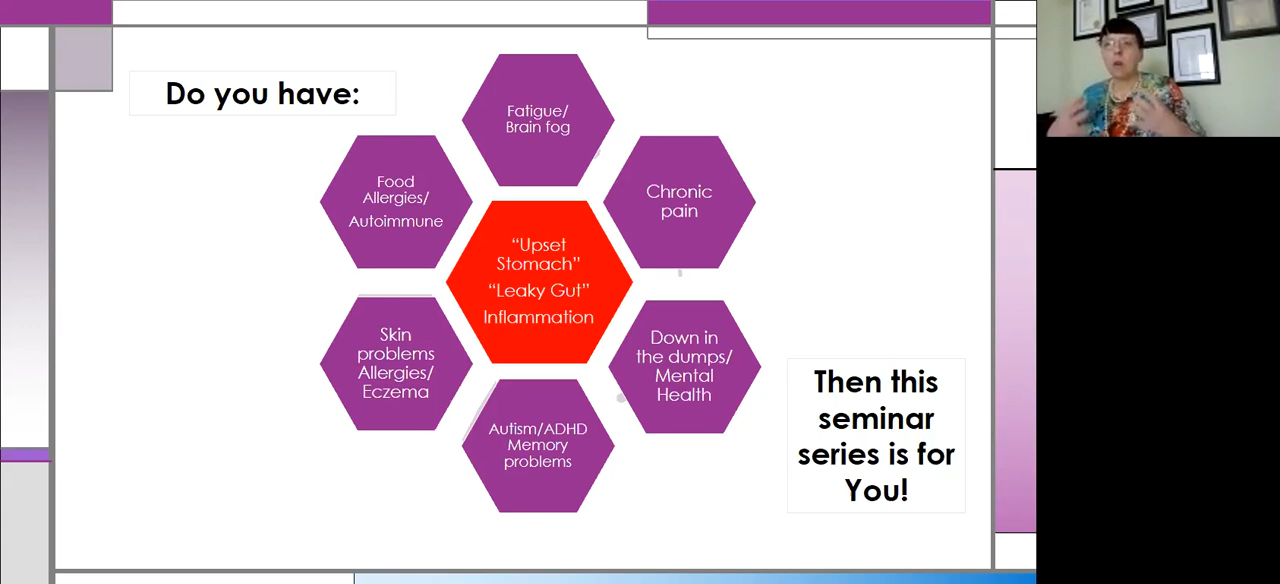 Do you have:
Fatigue/
Brain fog
Food
Allergies/
Autoimmune
Chronic
pain
“Upset
Stomach”
“Leaky Gut”
Inflammation
Skin
problems
Allergies/
Eczema
Down in
the dumps/
Mental
Health
Autism/ADHD
Memory
problems
Then this
seminar
series is for
You!